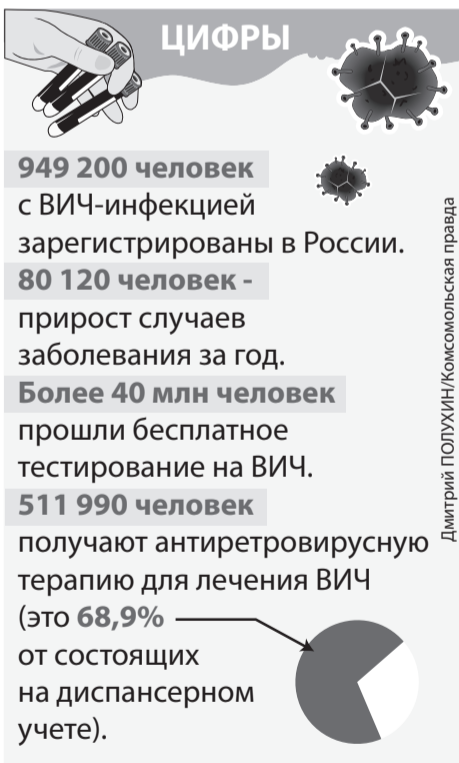 ЦИФРЫ
949 200 человек
с ВИЧ-инфекцией
зарегистрированы в России.
80 120 человек -
прирост случаев
заболевания за год.
Более 40 млн человек
прошли бесплатное
тестирование на ВИЧ.
511 990 человек
получают антиретровирусную
терапию для лечения ВИЧ
(это 68,9%
от состоящих
на диспансерном
учете).
Дмитрий ПОЛУХИН/Комсомольская правда